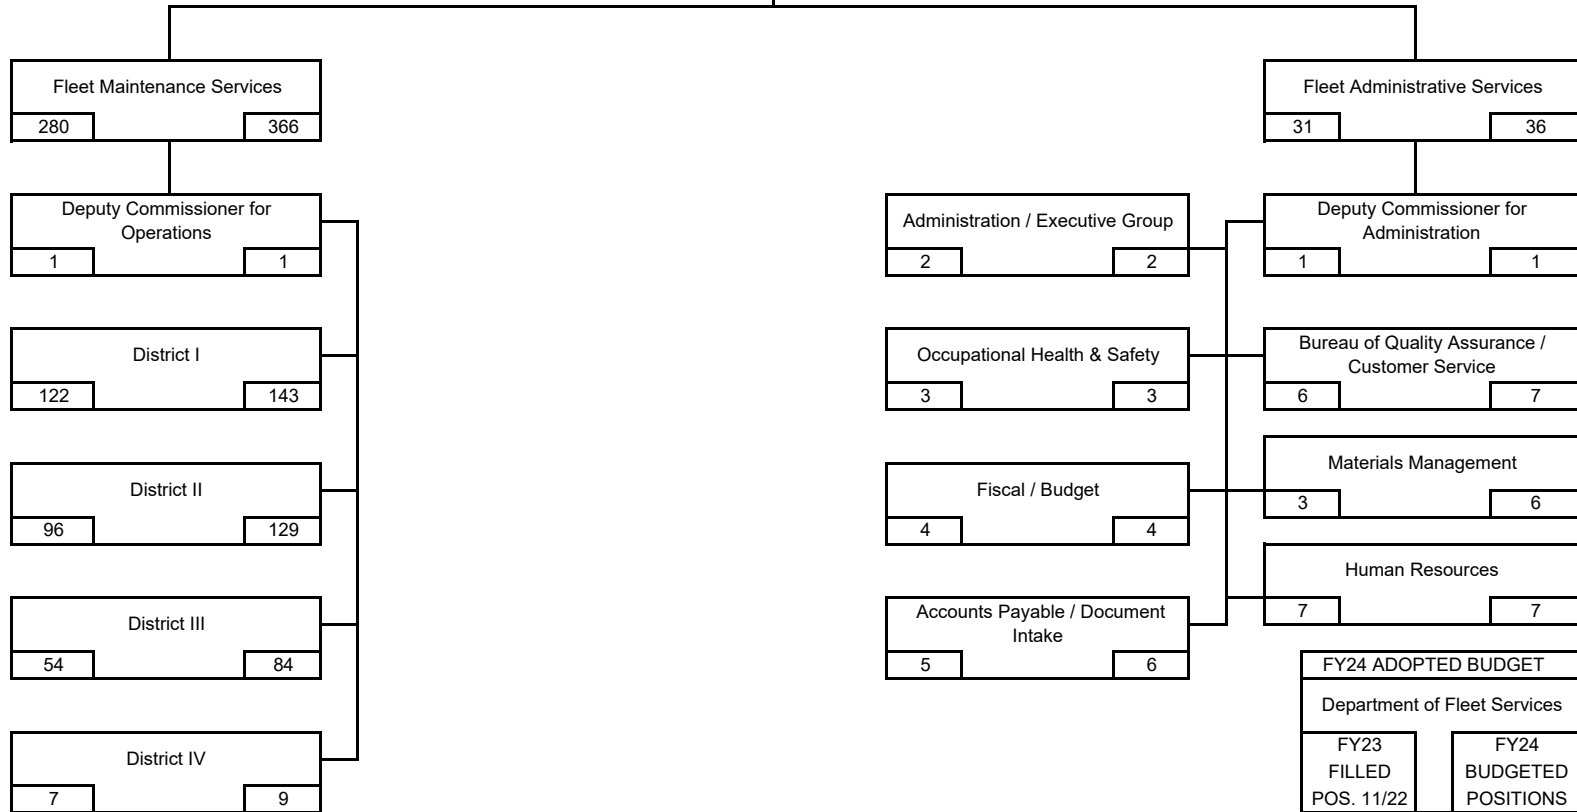 Fleet Maintenance Services
280 366
Fleet Administrative Services
31 36
Deputy Commissioner for
Operations
1 1
Administration / Executive Group
2 2
Deputy Commissioner for
Administration
1 1
District I
122 143
Occupational Health & Safety
3 3
Bureau of Quality Assurance /
Customer Service
6 7
District II
96 129
Fiscal / Budget
4 4
Materials Management
3 6
Human Resources
7 7
District III
54 84
Accounts Payable / Document
Intake
5 6
District IV
7 9
FY24 ADOPTED BUDGET
Department of Fleet Services
FY23
FILLED
POS. 11/22
FY24
BUDGETED
POSITIONS